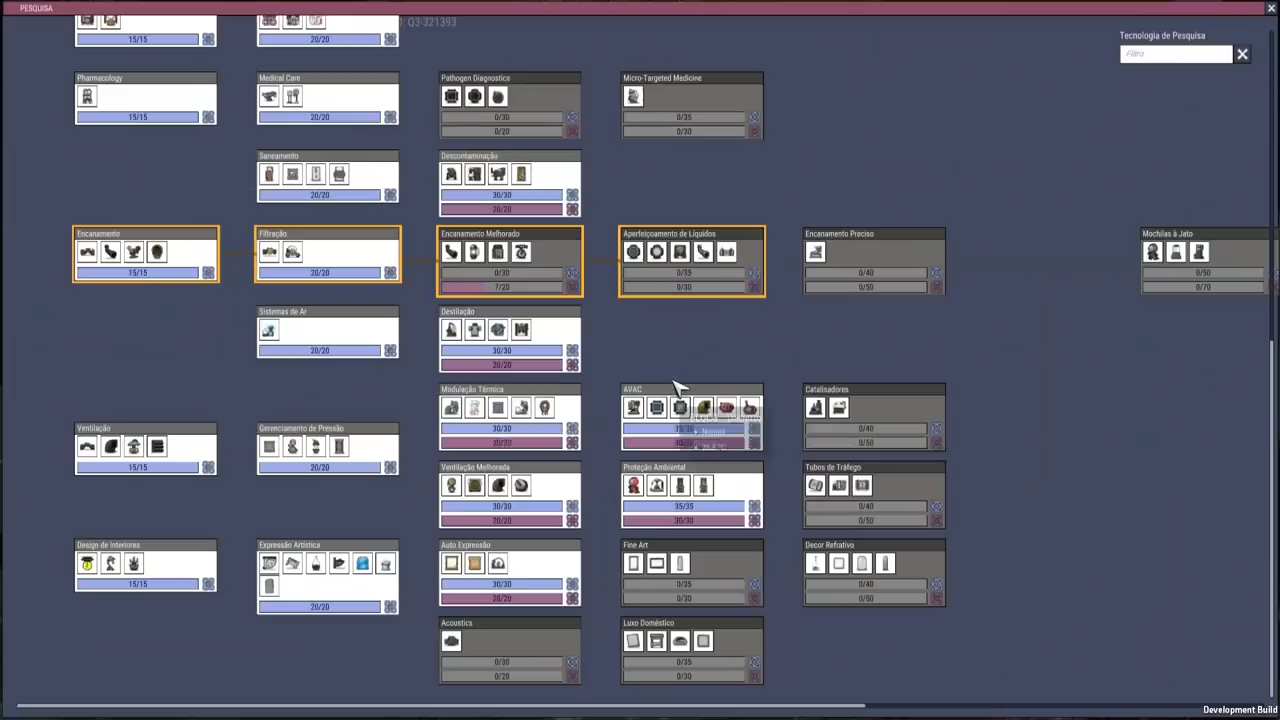 PESQUISA
Q3-321393
Tecnologia de Pesquisa
Filtro
15/15
20/20
Pharmacology
15/15
Medical Care
20/20
Pathogen Diagnostics
0/30
0/20
Micro-Targeted Medicine
0/35
0/30
Saneamento
20/20
Descontaminação
30/30
20/20
Encanamento
15/15
Filtração
20/20
Encanamento Melhorado
0/30
7/20
Aperfeiçoamento de Líquidos
0/35
0/30
Encanamento Preciso
0/40
0/50
Mochilas à Jato
0/50
0/70
Sistemas de Ar
20/20
Destilação
30/30
20/20
Modulação Térmica
30/30
20/20
AVAC
Catalisadores
0/40
0/50
Ventilação
15/15
Gerenciamento de Pressão
20/20
Ventilação Melhorada
30/30
20/20
Proteção Ambiental
35/35
30/30
Tubos de Tráfego
0/40
0/50
Design de Interiores
15/15
Expressão Artística
20/20
Auto Expressão
30/30
20/20
Fine Art
0/35
0/30
Decor Refrativo
0/40
0/50
Acoustics
0/30
0/20
Luxo Doméstico
0/35
0/30
Development Build